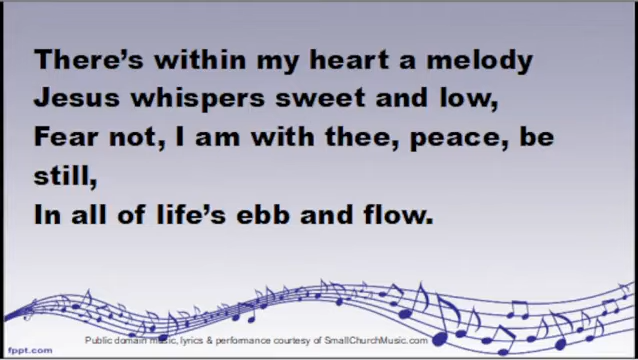 There’s within my heart a melody
Jesus whispers sweet and low,
Fear not, I am with thee, peace, be
still,
In all of life’s ebb and flow.
Public domain music, lyrics & performance courtesy of SmallChurchMusic.com
fppt.com